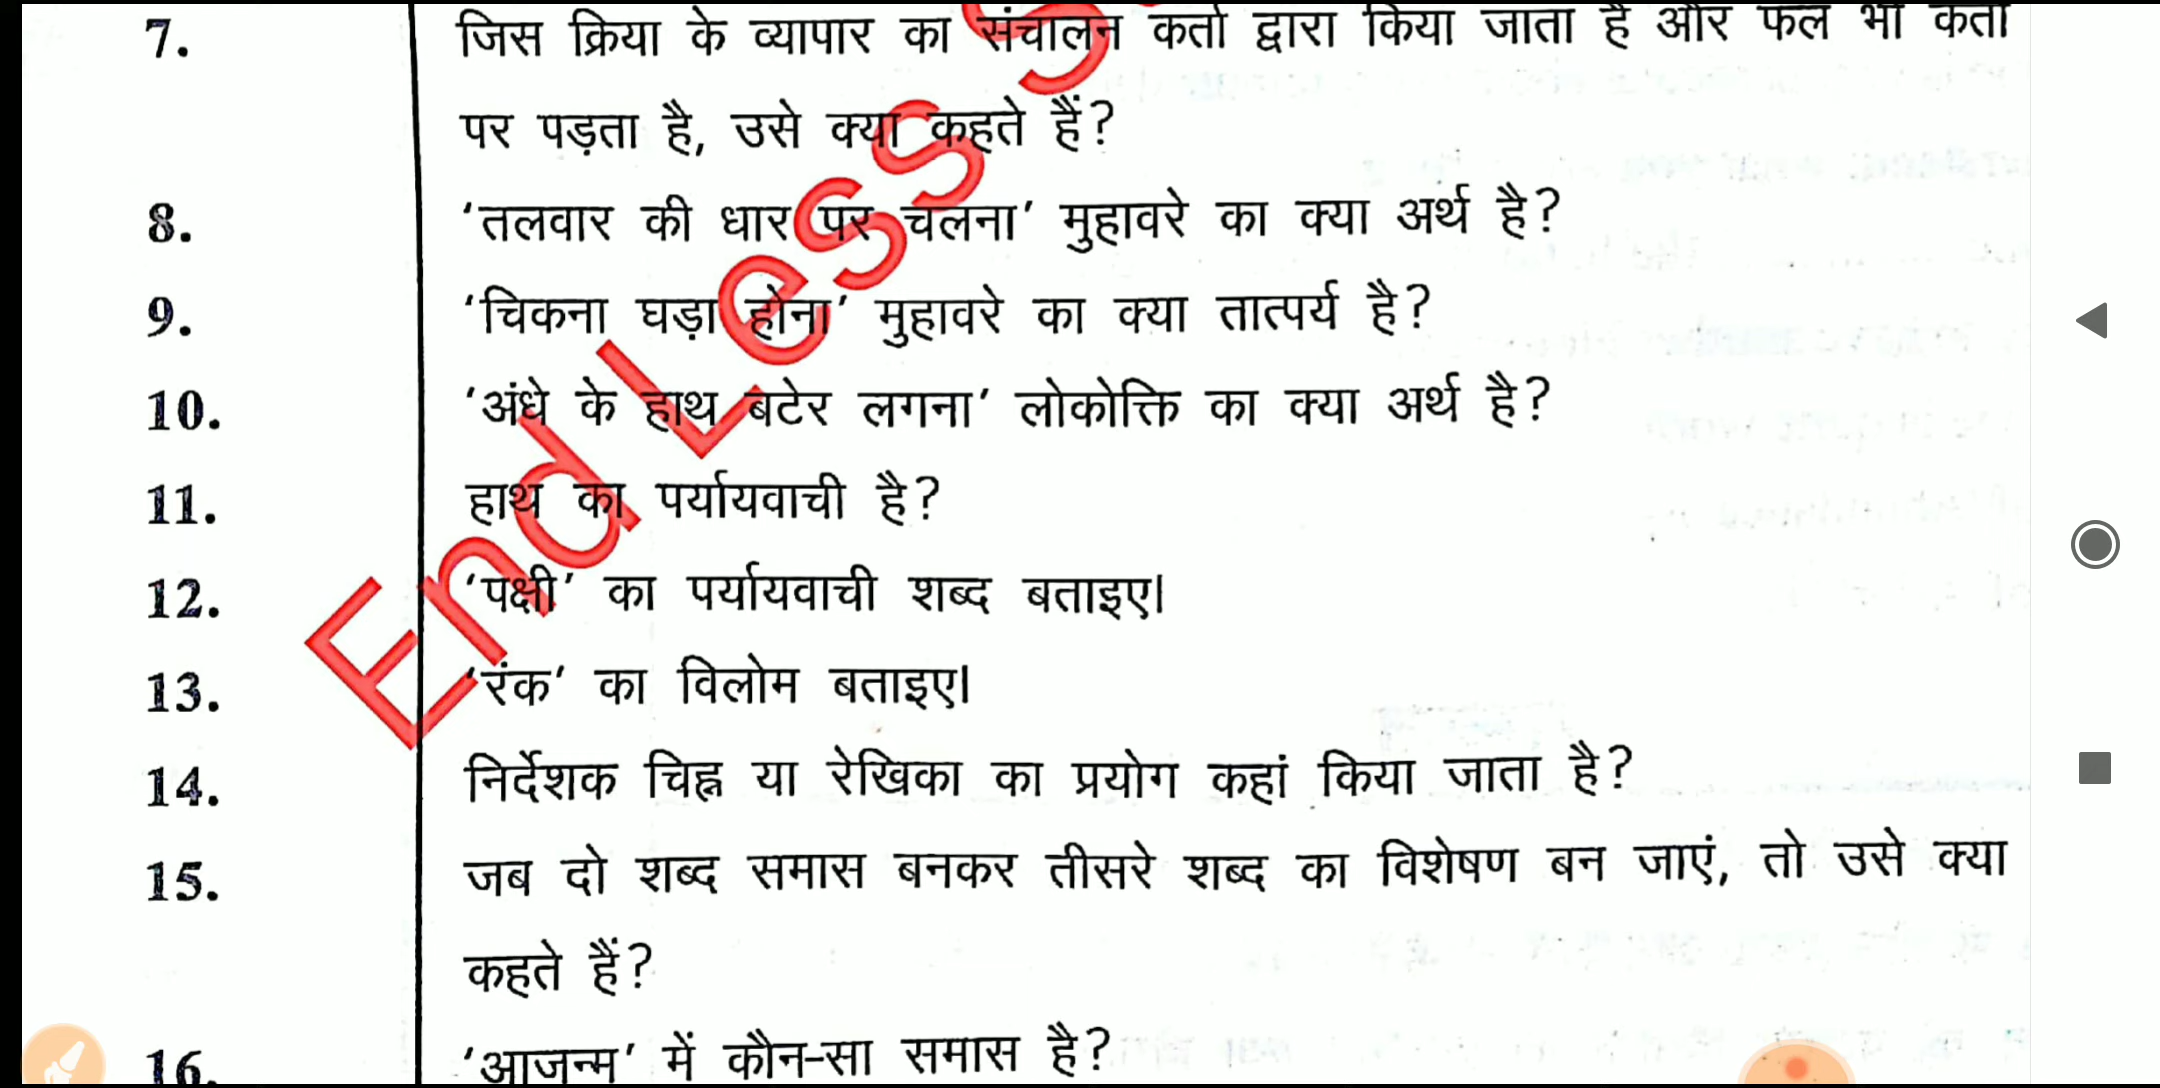 7. जिस क्रिया के व्यापार का संचालन कर्ता द्वारा किया जाता है और फल भी कर्ता
पर पड़ता है, उसे क्या कहते हैं?
8. ‘तलवार की धार पर चलना’ मुहावरे का क्या अर्थ है?
9. ‘चिकना घड़ा होना’ मुहावरे का क्या तात्पर्य है?
10. ‘अंधे के हाथ बटेर लगना’ लोकोक्ति का क्या अर्थ है?
11. हाथ का पर्यायवाची है?
12. ‘पक्षी’ का पर्यायवाची शब्द बताइए।
13. ‘रंक’ का विलोम बताइए।
14. निर्देशक चिह्न या रेखिका का प्रयोग कहां किया जाता है?
15. जब दो शब्द समास बनकर तीसरे शब्द का विशेषण बन जाएं, तो उसे क्या
कहते हैं?
16. ‘आजन्म’ में कौन-सा समास है?
End Less S